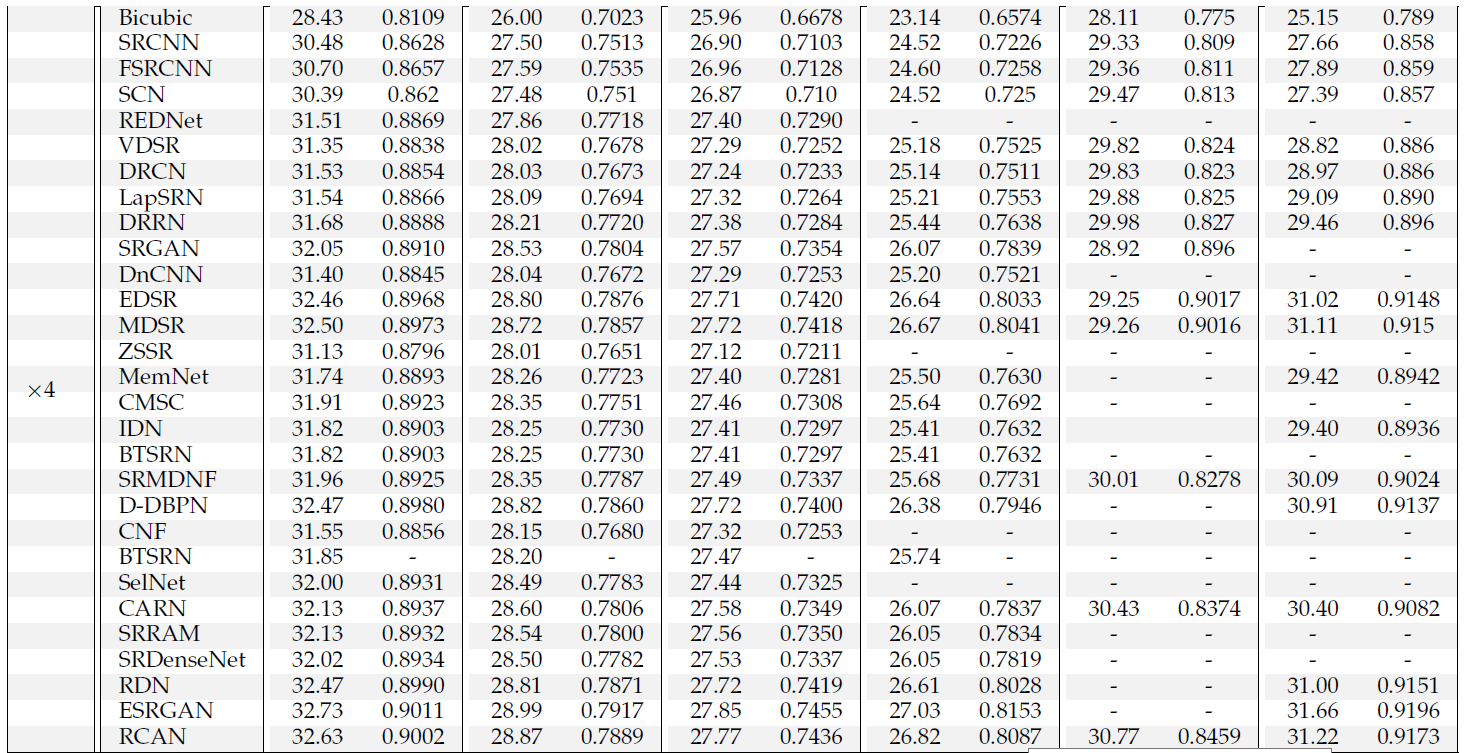 Bicubic 28.43 0.8109 26.00 0.7023 25.96 0.6678 23.14 0.6574 28.11 0.775 25.15 0.789
SRCNN 30.48 0.8628 27.50 0.7513 26.90 0.7103 24.52 0.7226 29.33 0.809 27.66 0.858
FSRCNN 30.70 0.8657 27.59 0.7535 26.96 0.7128 24.60 0.7258 29.36 0.811 27.89 0.859
SCN 30.39 0.862 27.48 0.751 26.87 0.710 24.52 0.725 29.47 0.813 27.39 0.857
REDNet 31.51 0.8869 27.86 0.7718 27.40 0.7290 - - - - - -
VDSR 31.35 0.8838 28.02 0.7678 27.29 0.7252 25.18 0.7525 29.82 0.824 28.82 0.886
DRCN 31.53 0.8854 28.03 0.7673 27.24 0.7233 25.14 0.7511 29.83 0.823 28.97 0.886
LapSRN 31.54 0.8866 28.09 0.7694 27.32 0.7264 25.21 0.7553 29.88 0.825 29.09 0.890
DRRN 31.68 0.8888 28.21 0.7720 27.38 0.7284 25.44 0.7638 29.98 0.827 29.46 0.896
SRGAN 32.05 0.8910 28.53 0.7804 27.57 0.7354 26.07 0.7839 28.92 0.896 - -
DnCNN 31.40 0.8845 28.04 0.7672 27.29 0.7253 25.20 0.7521 - - - -
EDSR 32.46 0.8968 28.80 0.7876 27.71 0.7420 26.64 0.8033 29.25 0.9017 31.02 0.9148
MDSR 32.50 0.8973 28.72 0.7857 27.72 0.7418 26.67 0.8041 29.26 0.9016 31.11 0.915
ZSSR 31.13 0.8796 28.01 0.7651 27.12 0.7211 - - - - - -
MemNet 31.74 0.8893 28.26 0.7723 27.40 0.7281 25.50 0.7630 - - 29.42 0.8942
×4
CMSC 31.91 0.8923 28.35 0.7751 27.46 0.7308 25.64 0.7692 - - - -
IDN 31.82 0.8903 28.25 0.7730 27.41 0.7297 25.41 0.7632 29.40 0.8936
BTSRN 31.82 0.8903 28.25 0.7730 27.41 0.7297 25.41 0.7632 - - - -
SRMDNF 31.96 0.8925 28.35 0.7787 27.49 0.7337 25.68 0.7731 30.01 0.8278 30.09 0.9024
D-DBPN 32.47 0.8980 28.82 0.7860 27.72 0.7400 26.38 0.7946 - - 30.91 0.9137
CNF 31.55 0.8856 28.15 0.7680 27.32 0.7253 - - - - - -
BTSRN 31.85 - 28.20 - 27.47 - 25.74 - - - - -
SelNet 32.00 0.8931 28.49 0.7783 27.44 0.7325 - - - - - -
CARN 32.13 0.8937 28.60 0.7806 27.58 0.7349 26.07 0.7837 30.43 0.8374 30.40 0.9082
SRRAM 32.13 0.8932 28.54 0.7800 27.56 0.7350 26.05 0.7834 - - - -
SRDenseNet 32.02 0.8934 28.50 0.7782 27.53 0.7337 26.05 0.7819 - - - -
RDN 32.47 0.8990 28.81 0.7871 27.72 0.7419 26.61 0.8028 - - 31.00 0.9151
ESRGAN 32.73 0.9011 28.99 0.7917 27.85 0.7455 27.03 0.8153 - - 31.66 0.9196
RCAN 32.63 0.9002 28.87 0.7889 27.77 0.7436 26.82 0.8087 30.77 0.8459 31.22 0.9173